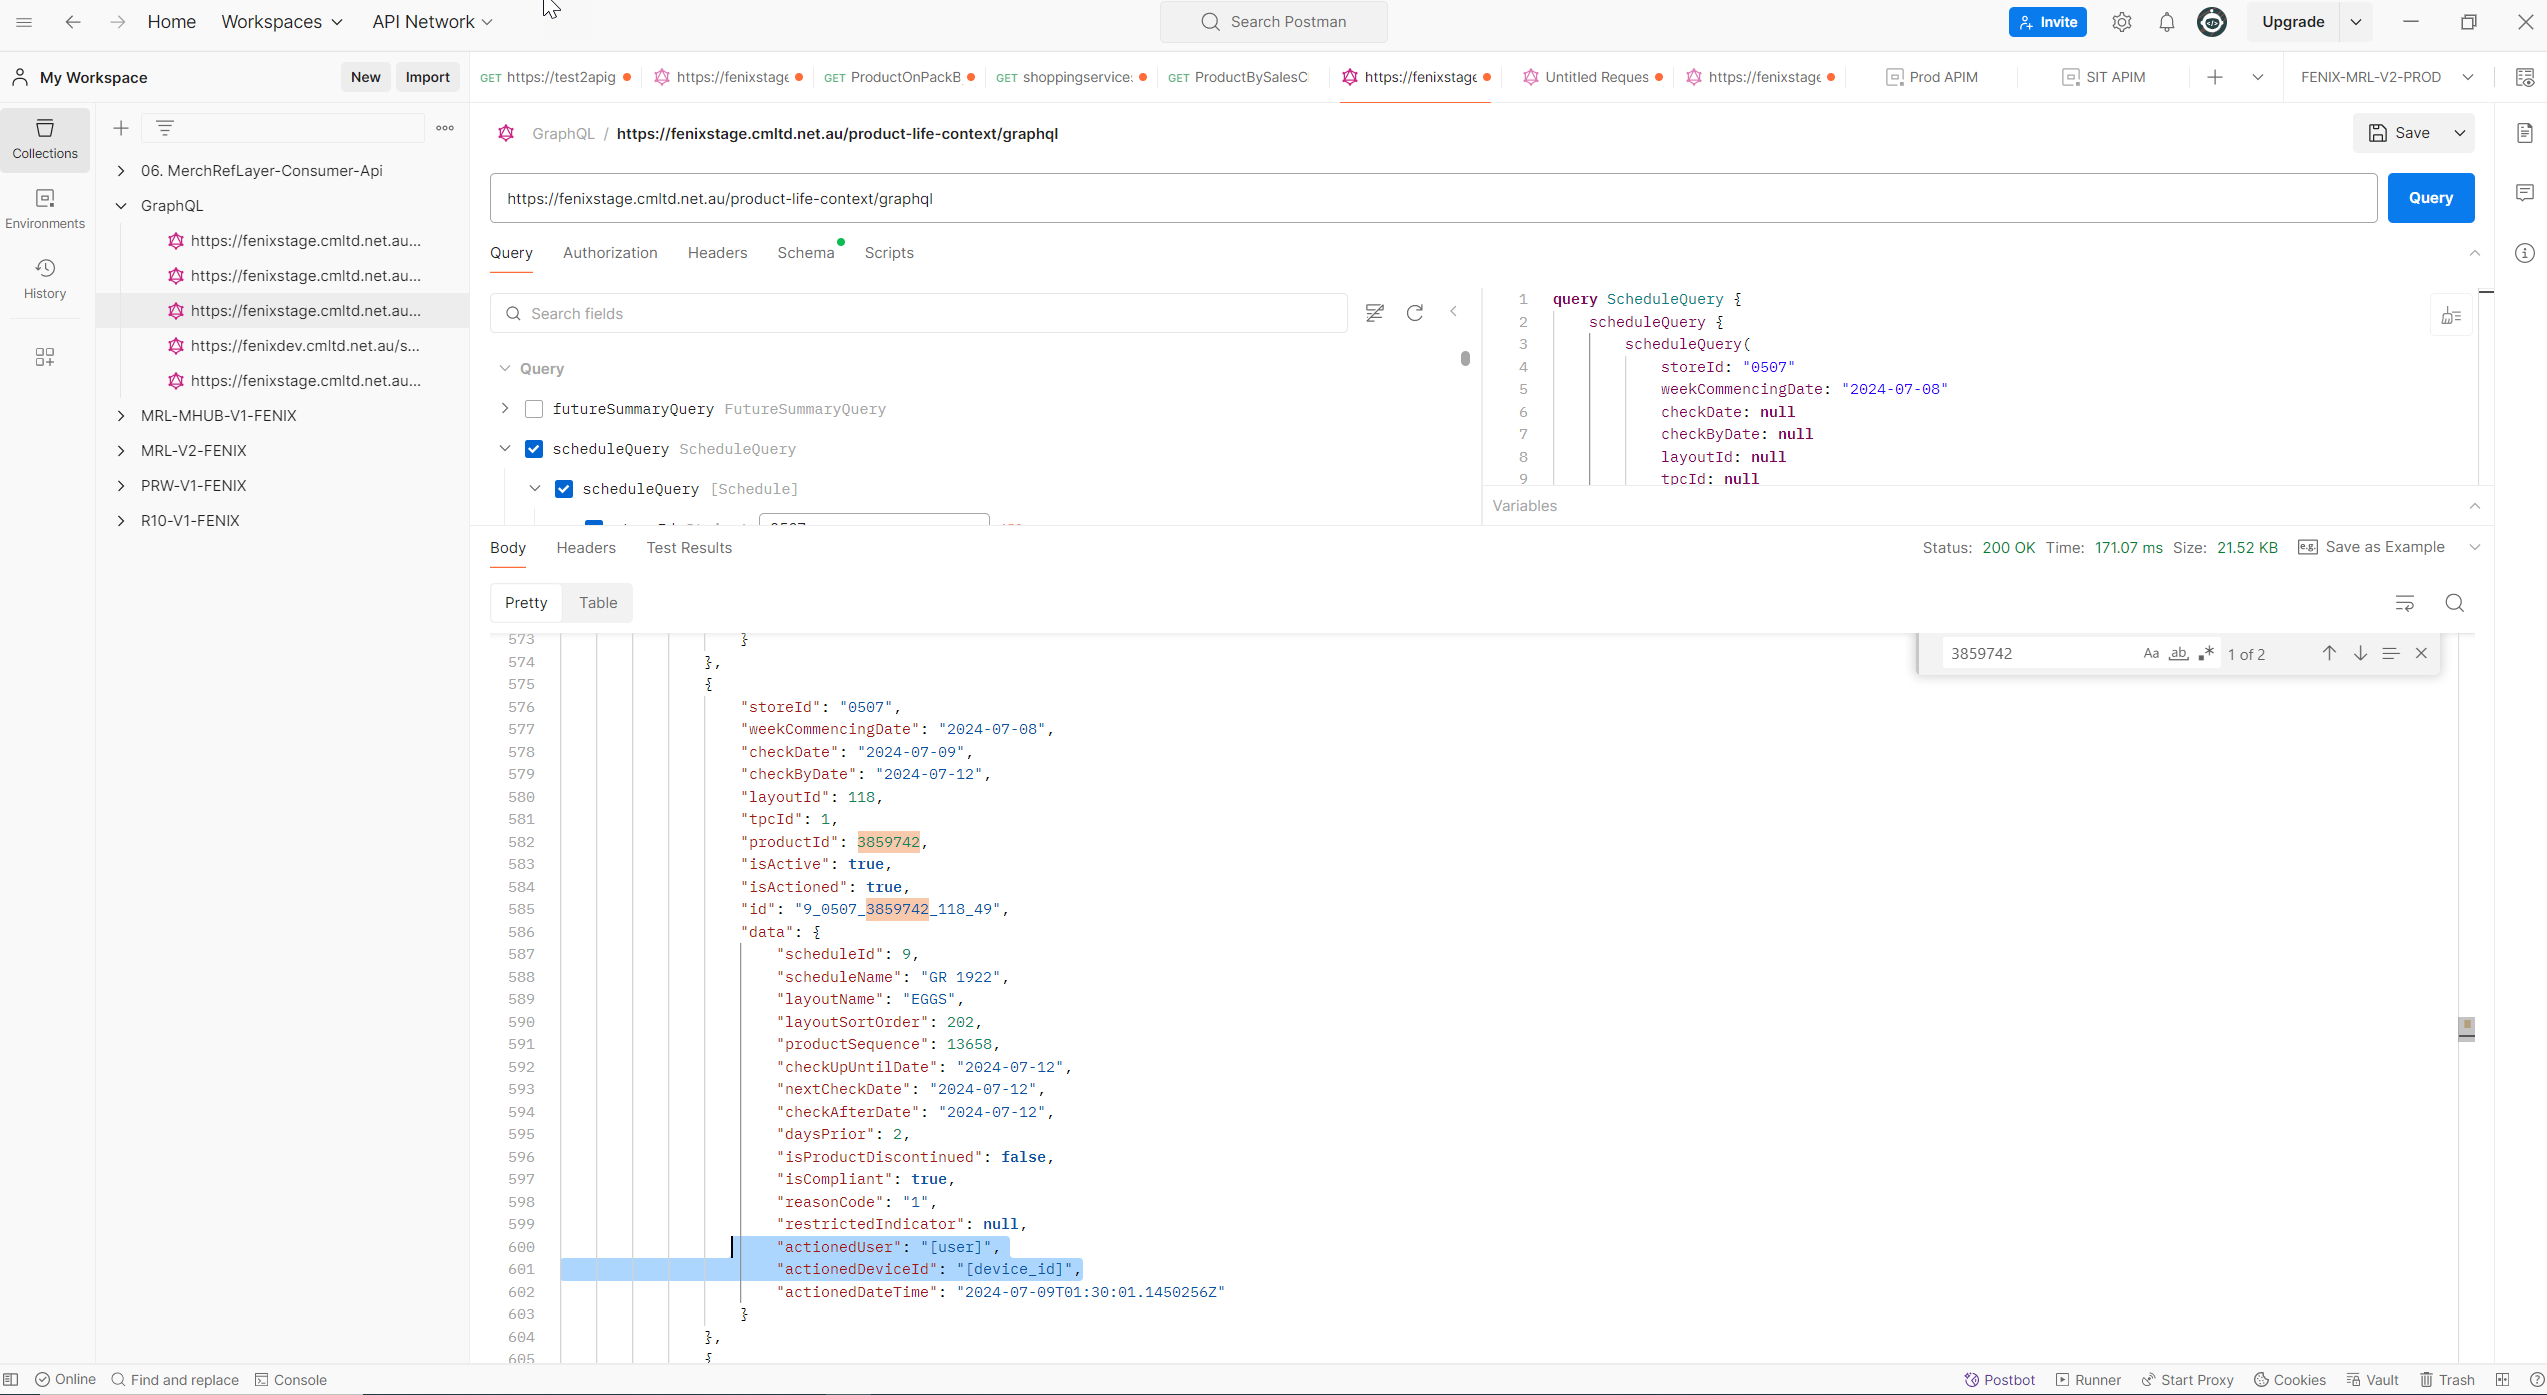 Home Workspaces API Network Search Postman Invite Upgrade
My Workspace New Import GET https://test2apig https://fenixstage GET ProductOnPackB GET shoppingservice: GET ProductBySalesC https://fenixstage Untitled Reques https://fenixstage Prod APIM SIT APIM FENIX-MRL-V2-PROD
Collections
Environments
History
06. MerchRefLayer-Consumer-Api
GraphQL
https://fenixstage.cmltd.net.au...
https://fenixstage.cmltd.net.au...
https://fenixstage.cmltd.net.au...
https://fenixdev.cmltd.net.au/s...
https://fenixstage.cmltd.net.au...
MRL-MHUB-V1-FENIX
MRL-V2-FENIX
PRW-V1-FENIX
R10-V1-FENIX
GraphQL / https://fenixstage.cmltd.net.au/product-life-context/graphql Save
https://fenixstage.cmltd.net.au/product-life-context/graphql Query
Query Authorization Headers Schema Scripts
Search fields
Query
futureSummaryQuery FutureSummaryQuery
scheduleQuery ScheduleQuery
scheduleQuery [Schedule]
1 query ScheduleQuery {
2 scheduleQuery {
3 scheduleQuery(
4 storeId: "0507"
5 weekCommencingDate: "2024-07-08"
6 checkDate: null
7 checkByDate: null
8 layoutId: null
9 tpcId: null
Variables
Body Headers Test Results Status: 200 OK Time: 171.07 ms Size: 21.52 KB e.g. Save as Example
Pretty Table
3859742 Aa ab 1 of 2
573 }
574 },
575 {
576 "storeId": "0507",
577 "weekCommencingDate": "2024-07-08",
578 "checkDate": "2024-07-09",
579 "checkByDate": "2024-07-12",
580 "layoutId": 118,
581 "tpcId": 1,
582 "productId": 3859742,
583 "isActive": true,
584 "isActioned": true,
585 "id": "9_0507_3859742_118_49",
586 "data": {
587 "scheduleId": 9,
588 "scheduleName": "GR 1922",
589 "layoutName": "EGGS",
590 "layoutSortOrder": 202,
591 "productSequence": 13658,
592 "checkUpUntilDate": "2024-07-12",
593 "nextCheckDate": "2024-07-12",
594 "checkAfterDate": "2024-07-12",
595 "daysPrior": 2,
596 "isProductDiscontinued": false,
597 "isCompliant": true,
598 "reasonCode": "1",
599 "restrictedIndicator": null,
600 "actionedUser": "[user]",
601 "actionedDeviceId": "[device_id]",
602 "actionedDateTime": "2024-07-09T01:30:01.1450256Z"
603 }
604 },
605 {
Online Find and replace Console Postbot Runner Start Proxy Cookies Vault Trash